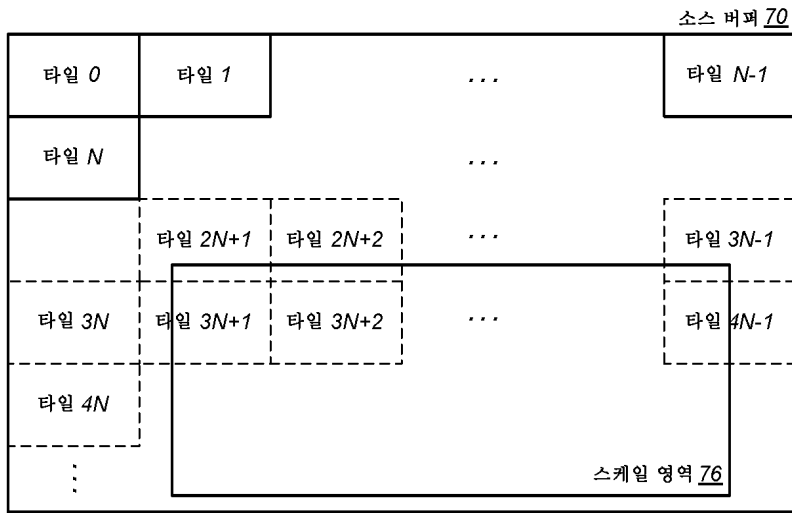 소스 버퍼 70
타일 0 타일 1 ... 타일 N-1
타일 N ...
타일 2N+1 타일 2N+2 ... 타일 3N-1
타일 3N 타일 3N+1 타일 3N+2 ... 타일 4N-1
타일 4N
⋮
스케일 영역 76